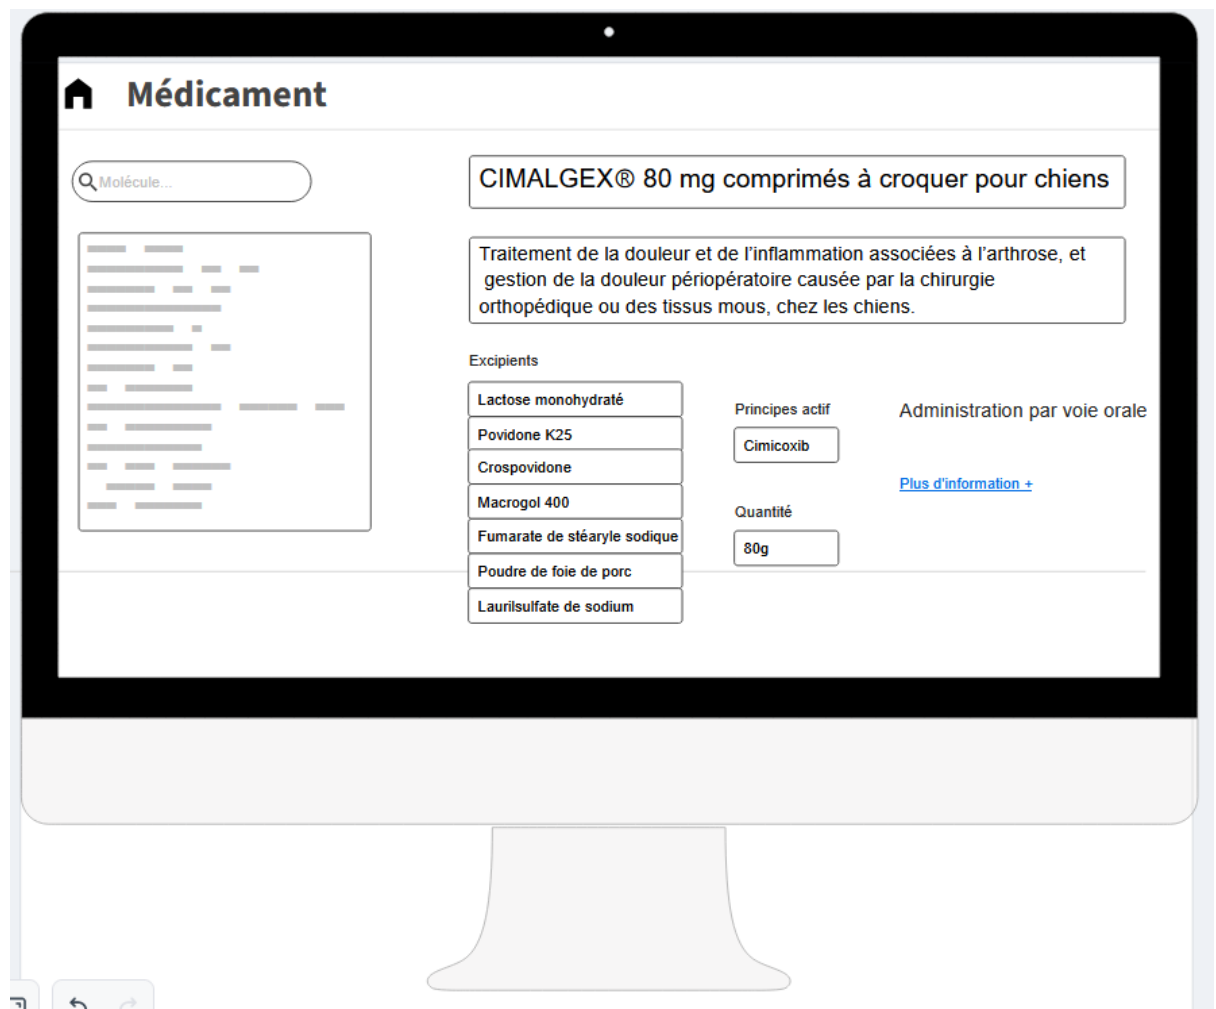 Médicament
Molécule...
CIMALGEX® 80 mg comprimés à croquer pour chiens
Traitement de la douleur et de l'inflammation associées à l'arthrose, et
gestion de la douleur périopératoire causée par la chirurgie
orthopédique ou des tissus mous, chez les chiens.
Excipients
Lactose monohydraté
Povidone K25
Crospovidone
Macrogol 400
Fumarate de stéaryle sodique
Poudre de foie de porc
Laurilsulfate de sodium
Principes actif
Cimicoxib
Quantité
80g
Administration par voie orale
Plus d'information +